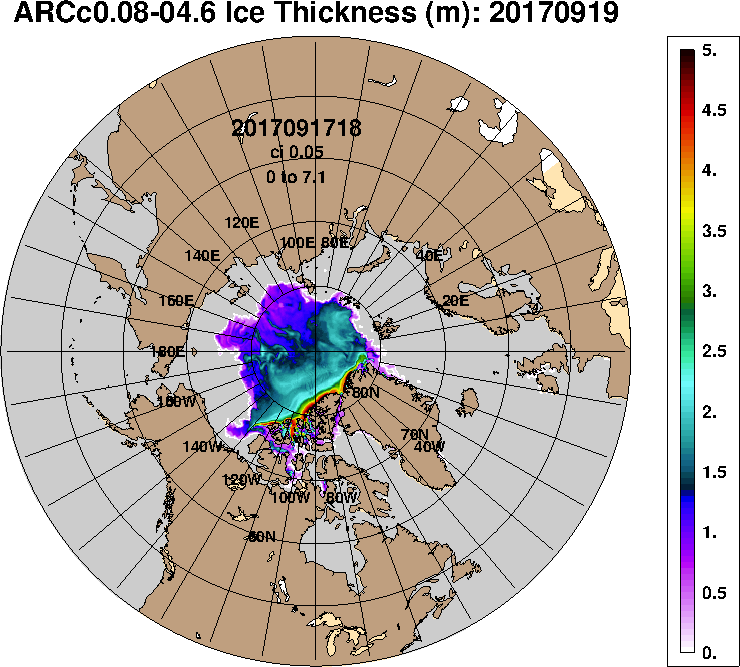 ARCc0.08-04.6 Ice Thickness (m): 20170919
2017091718
ci 0.05
0 to 7.1
120E
100E 80E
140E
40E
160E
20E
180E
160W
80N
140W
70N
40W
120W
100W
80W
60N
5.
4.5
4.
3.5
3.
2.5
2.
1.5
1.
0.5
0.